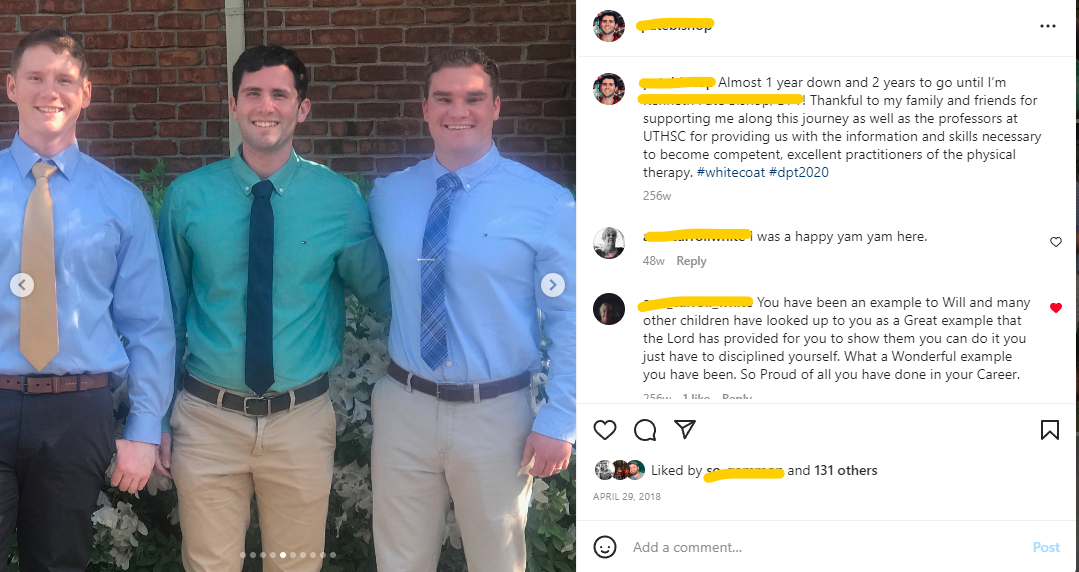 Almost 1 year down and 2 years to go until I'm
! Thankful to my family and friends for
supporting me along this journey as well as the professors at
UTHSC for providing us with the information and skills necessary
to become competent, excellent practitioners of the physical
therapy. #whitecoat #dpt2020
256w
I was a happy yam yam here.
48w Reply
You have been an example to Will and many
other children have looked up to you as a Great example that
the Lord has provided for you to show them you can do it you
just have to disciplined yourself. What a Wonderful example
you have been. So Proud of all you have done in your Career.
256w 1 like Reply
Liked by and 131 others
APRIL 29, 2018
Add a comment... Post